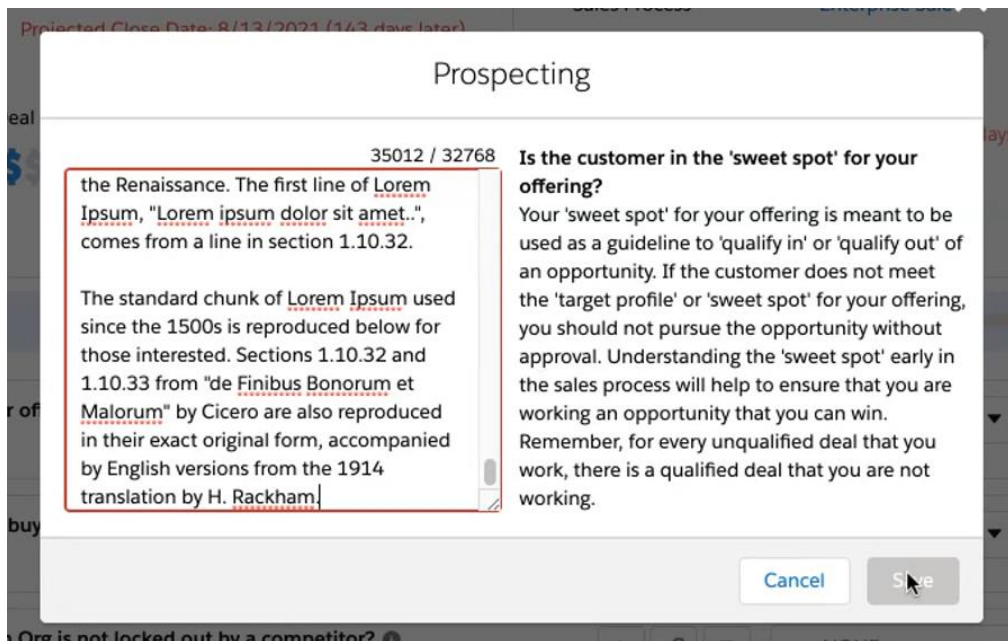 Sales Process
Projected Close Date: 8/13/2021 (143 days later)
Prospecting
eal
35012 / 32768
the Renaissance. The first line of Lorem
Ipsum, "Lorem ipsum dolor sit amet..",
comes from a line in section 1.10.32.
The standard chunk of Lorem Ipsum used
since the 1500s is reproduced below for
those interested. Sections 1.10.32 and
1.10.33 from "de Finibus Bonorum et
Malorum" by Cicero are also reproduced
in their exact original form, accompanied
by English versions from the 1914
translation by H. Rackham.
Is the customer in the 'sweet spot' for your
offering?
Your 'sweet spot' for your offering is meant to be
used as a guideline to 'qualify in' or 'qualify out' of
an opportunity. If the customer does not meet
the 'target profile' or 'sweet spot' for your offering,
you should not pursue the opportunity without
approval. Understanding the 'sweet spot' early in
the sales process will help to ensure that you are
working an opportunity that you can win.
Remember, for every unqualified deal that you
work, there is a qualified deal that you are not
working.
buy
Cancel
Save
Org is not locked out by a competitor?